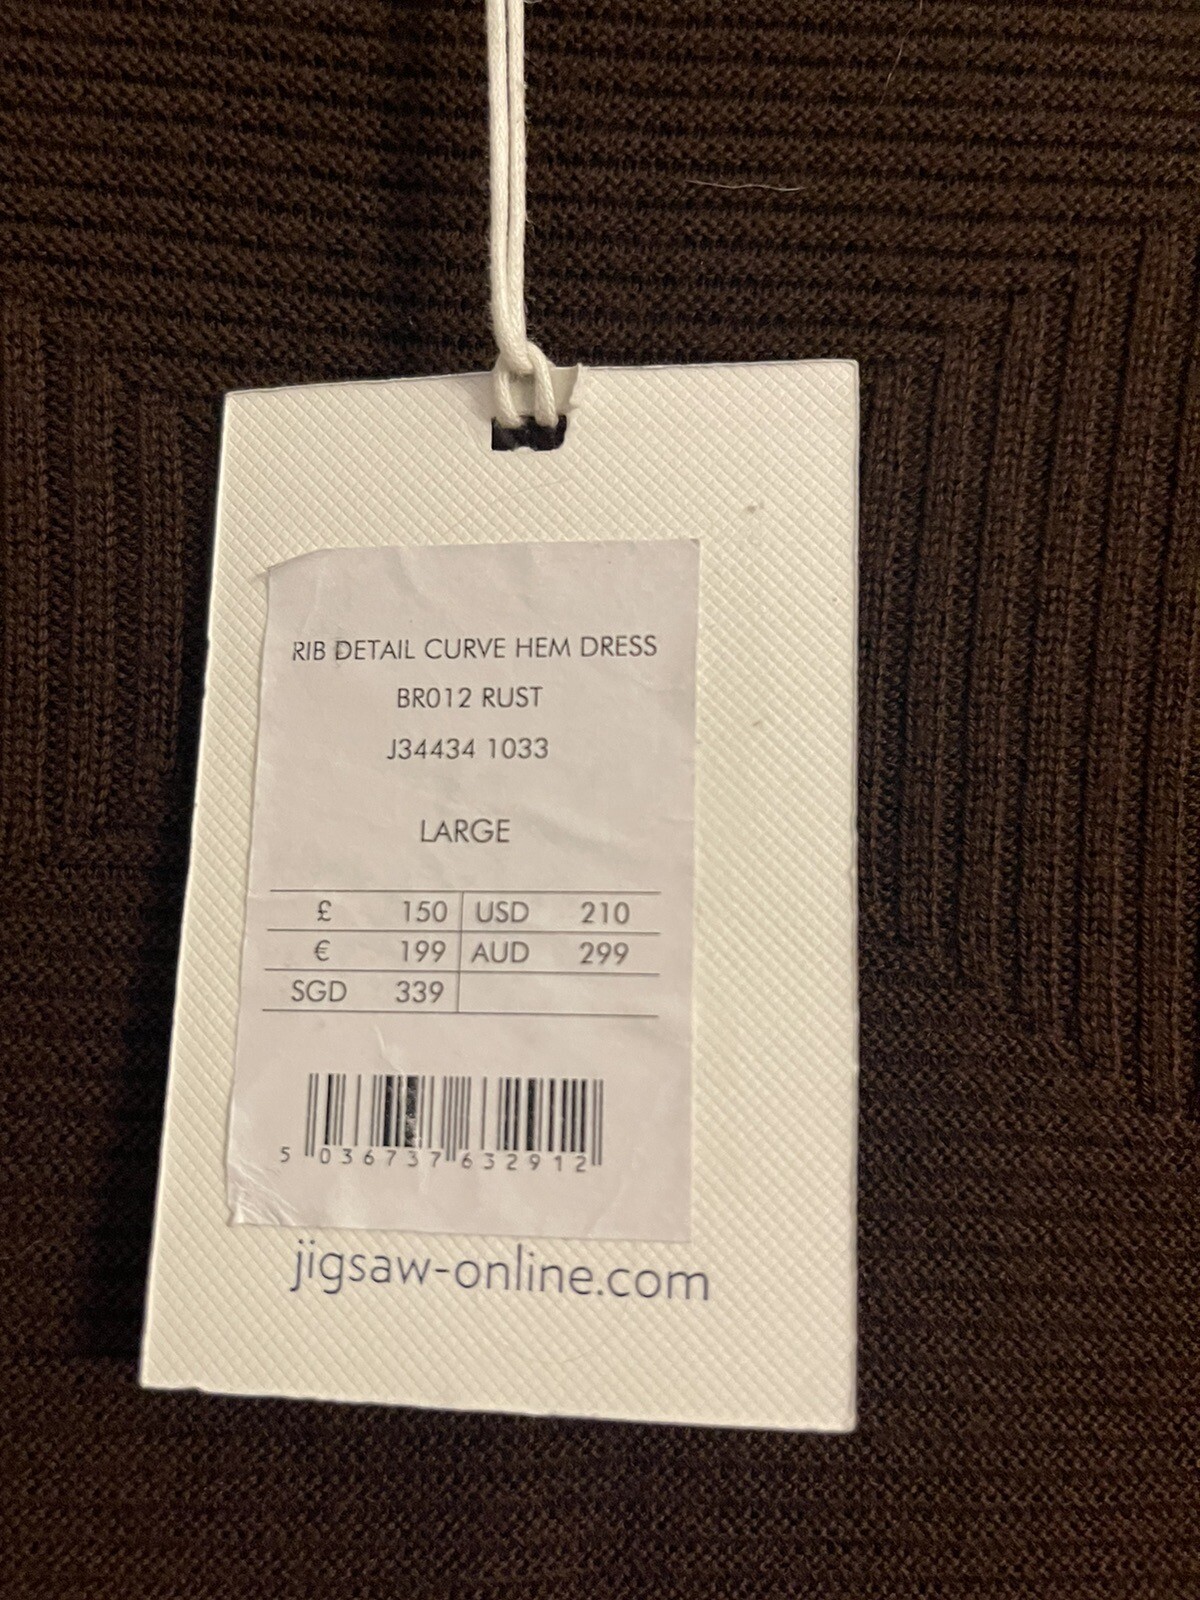 RIB DETAIL CURVE HEM DRESS
BR012 RUST
J34434 1033
LARGE
£ 150 USD 210
€ 199 AUD 299
SGD 339
5 036737 632912
jigsaw-online.com